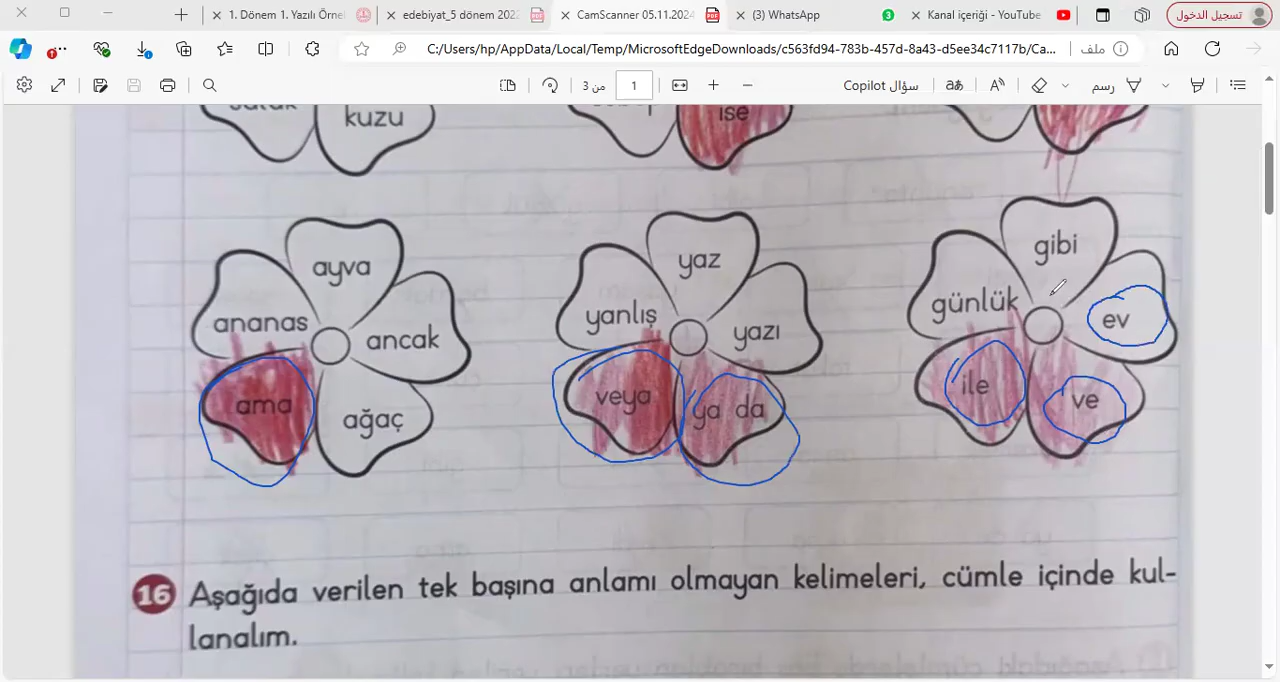 1. Dönem 1. Yazılı Örne
edebiyat_5 dönem 202
CamScanner 05.11.2024
(3) WhatsApp
3
Kanal içeriği - YouTube
تسجيل الدخول
C:/Users/hp/AppData/Local/Temp/MicrosoftEdgeDownloads/c563fd94-783b-457d-8a43-d5ee34c7117b/Ca...
ملف
من 3
1
سؤال Copilot
رسم
kuzu
ise
ayva
ananas
ancak
ama
ağaç
yaz
yanlış
yazı
veya
ya da
gibi
günlük
ev
ile
ve
16 Aşağıda verilen tek başına anlamı olmayan kelimeleri, cümle içinde kul-
lanalım.